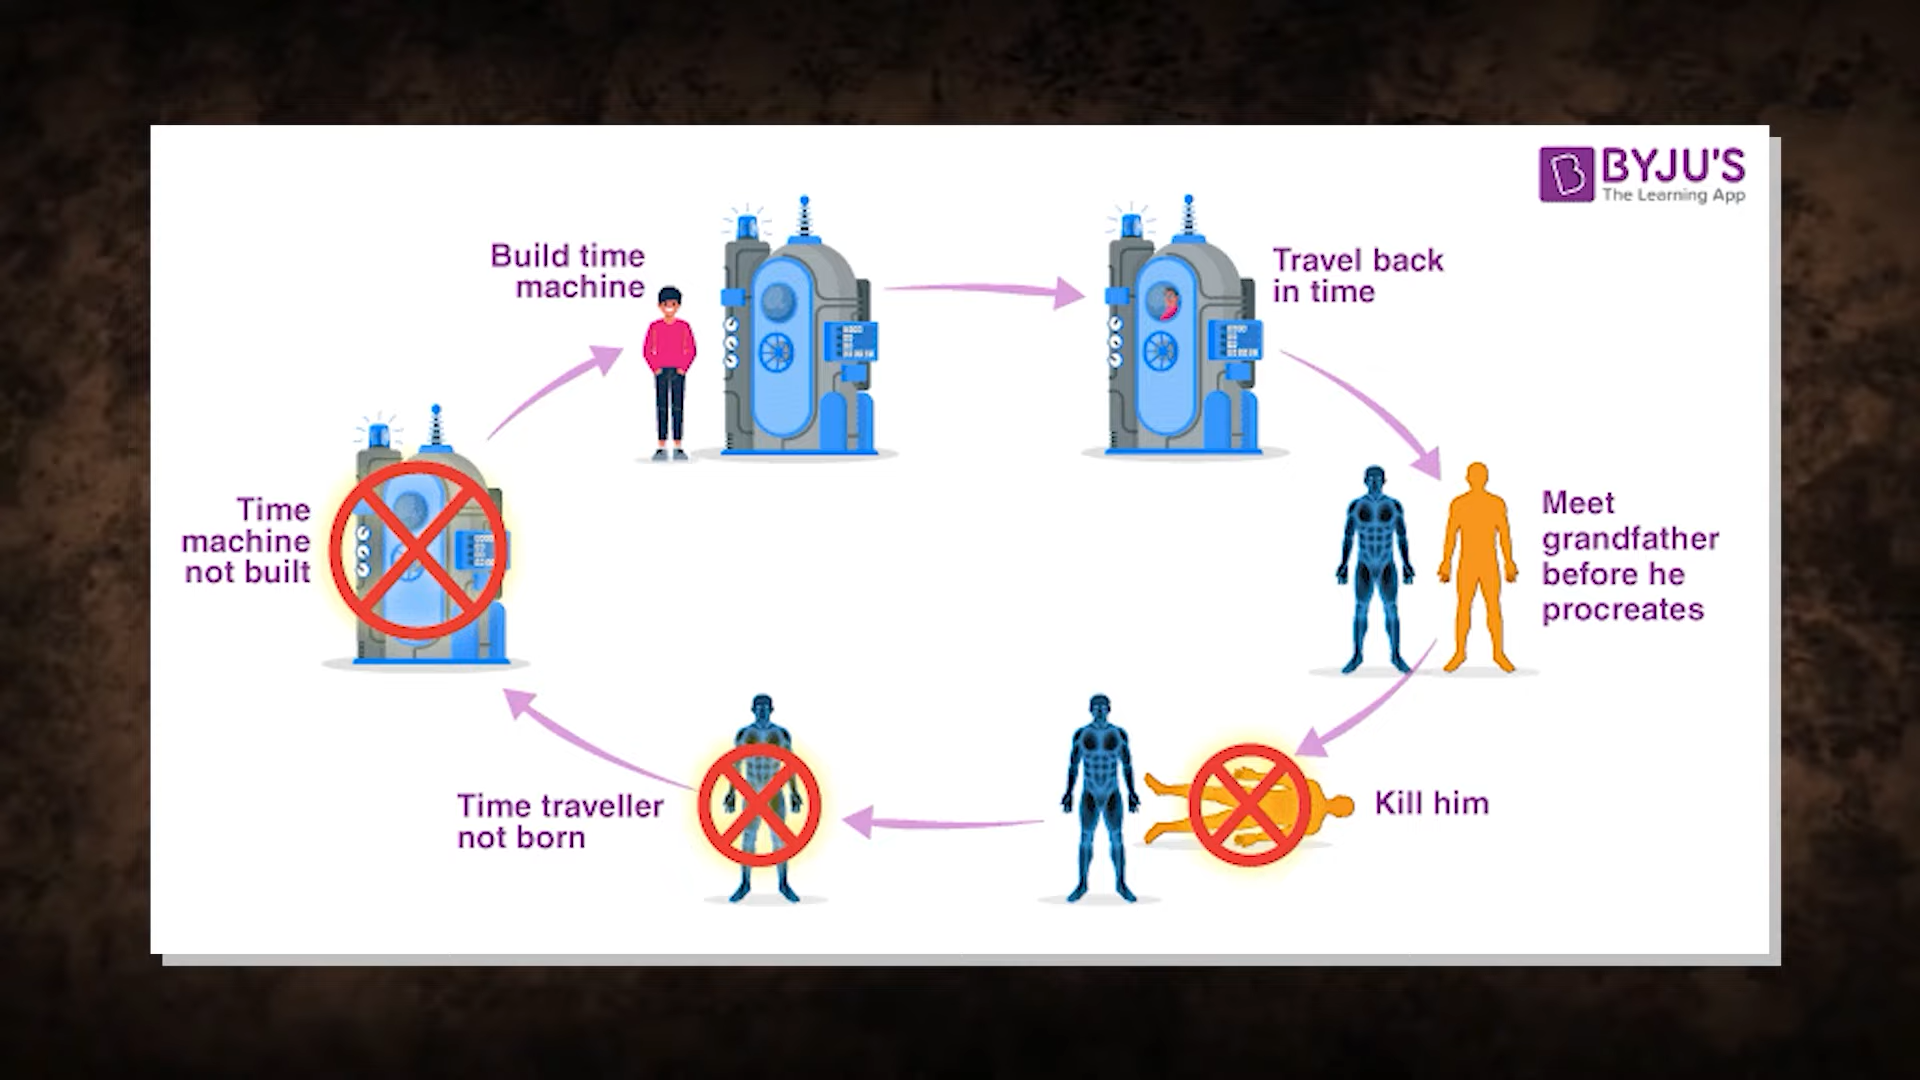 BYJU'S
The Learning App
Build time
machine
Travel back
in time
Meet
grandfather
before he
procreates
Kill him
Time traveller
not born
Time
machine
not built